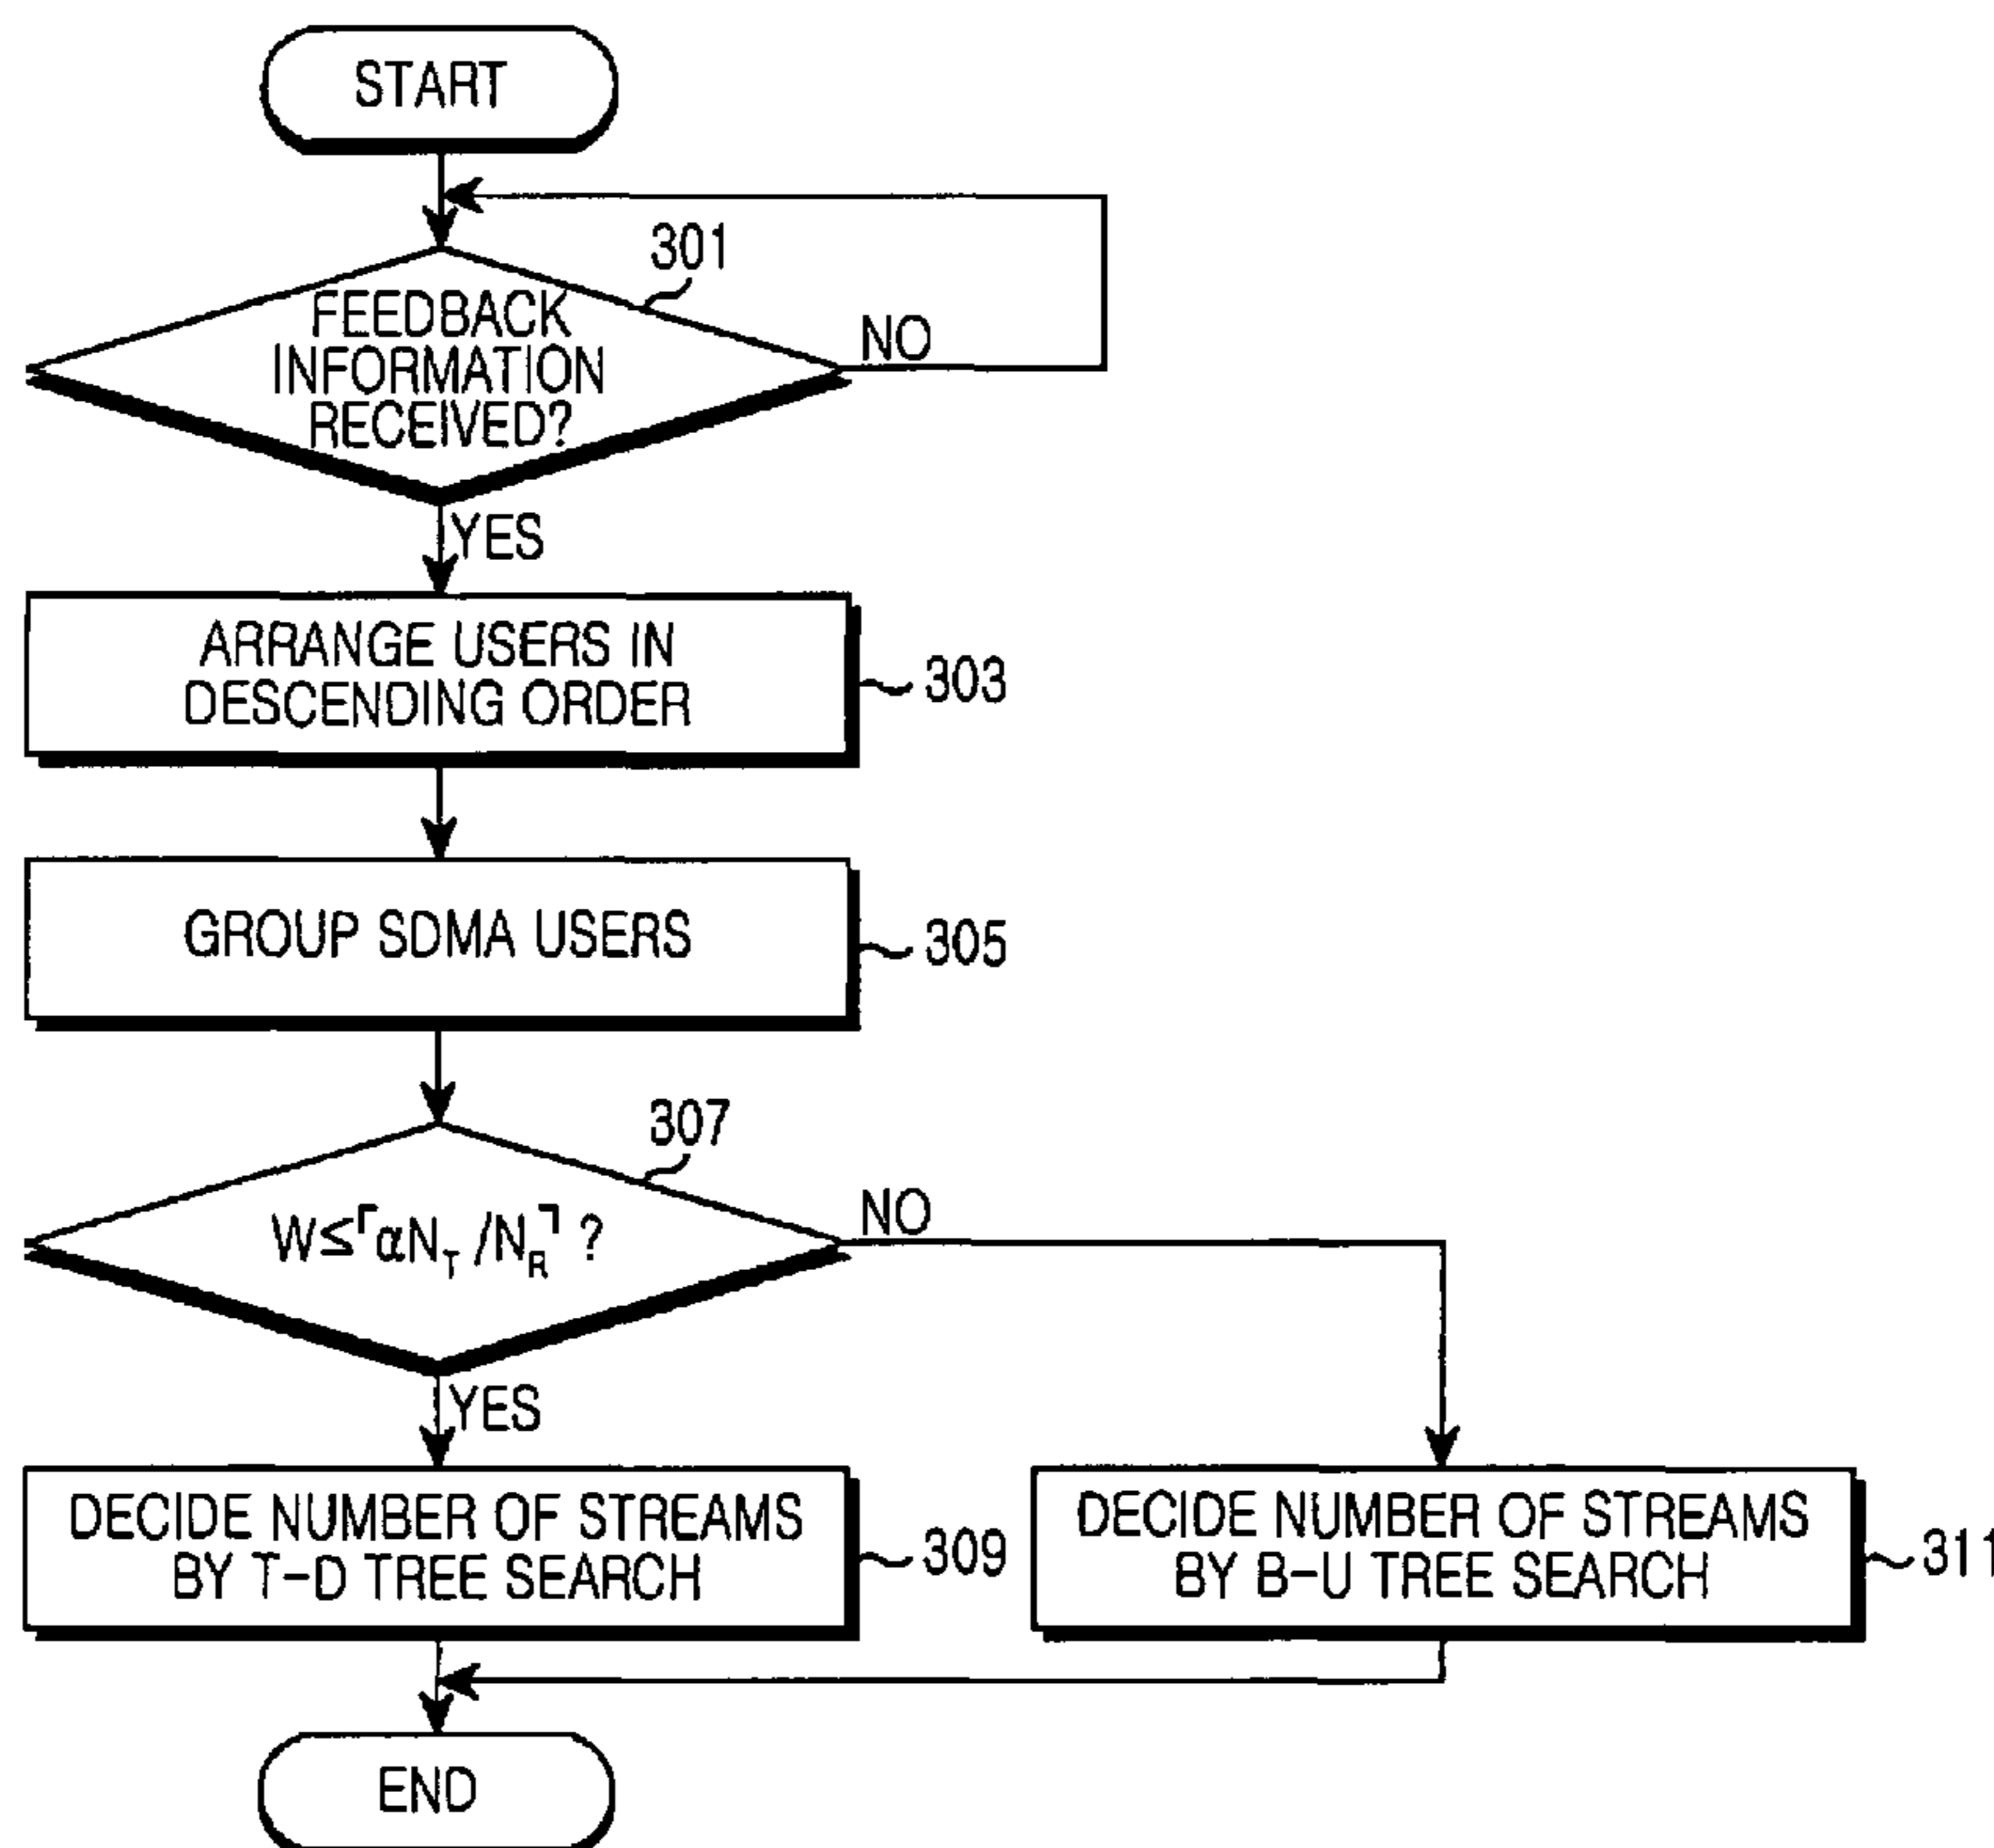 START
301
FEEDBACK
INFORMATION
RECEIVED?
NO
YES
ARRANGE USERS IN
DESCENDING ORDER
303
GROUP SDMA USERS
305
307
W≤⌈αN_T/N_R⌉ ?
NO
YES
DECIDE NUMBER OF STREAMS
BY T-D TREE SEARCH
309
DECIDE NUMBER OF STREAMS
BY B-U TREE SEARCH
311
END